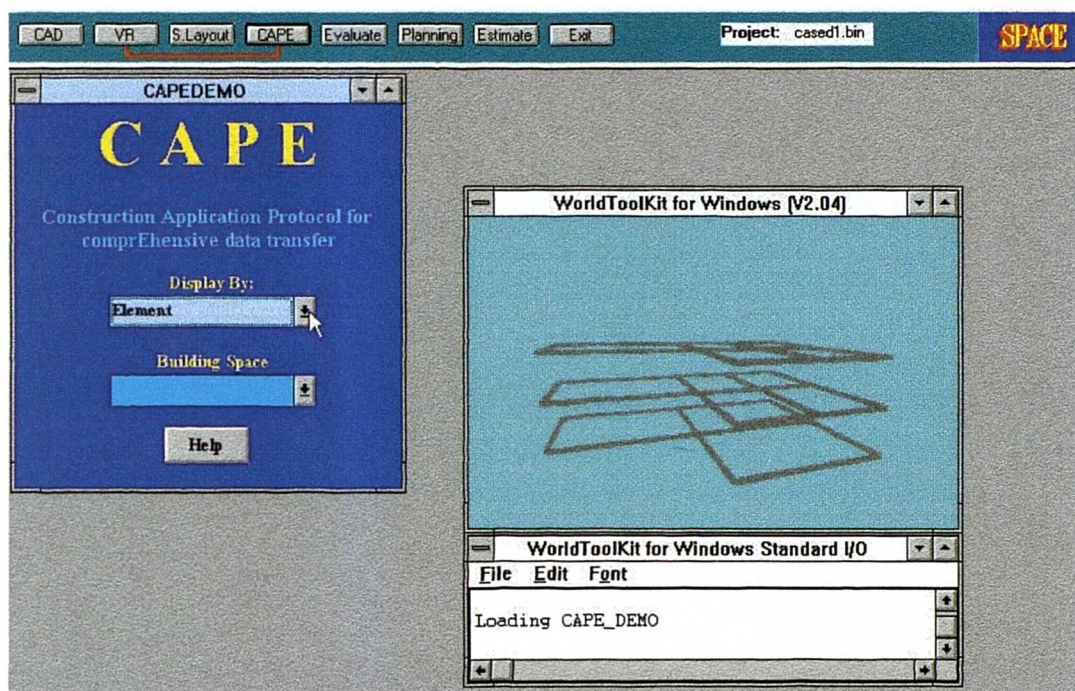 CAD VR S.Layout CAPE Evaluate Planning Estimate Exit Project: cased1.bin SPACE
CAPEDEMO
CAPE
Construction Application Protocol for
comprEhensive data transfer
Display By:
Element
Building Space
Help
WorldToolKit for Windows (V2.04)
WorldToolKit for Windows Standard I/O
File Edit Font
Loading CAPE_DEMO